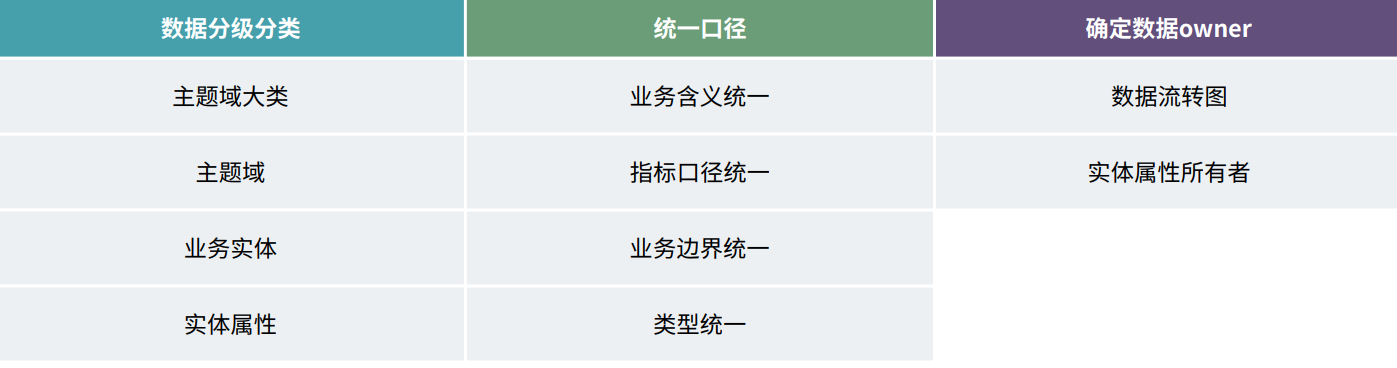 数据分级分类
统一口径
确定数据owner
主题域大类
业务含义统一
数据流转图
主题域
指标口径统一
实体属性所有者
业务实体
业务边界统一
实体属性
类型统一